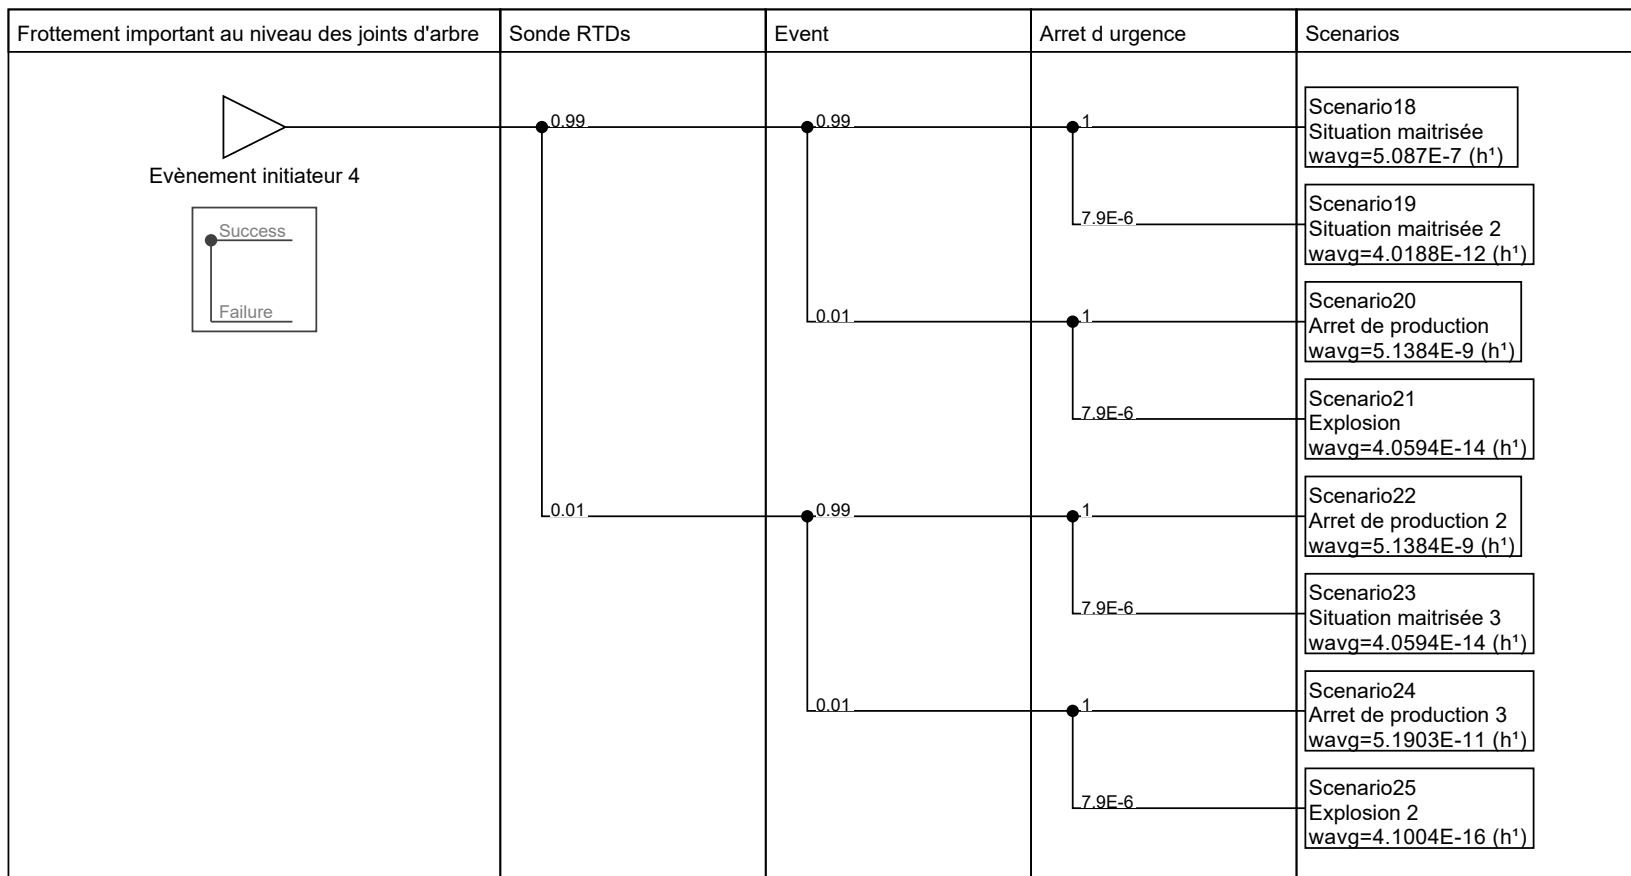 Frottement important au niveau des joints d'arbre
Sonde RTDs
Event
Arret d urgence
Scenarios
Evènement initiateur 4
Success
Failure
0.99
0.99
1
Scenario18
Situation maitrisée
wavg=5.087E-7 (h¹)
7.9E-6
Scenario19
Situation maitrisée 2
wavg=4.0188E-12 (h¹)
0.01
1
Scenario20
Arret de production
wavg=5.1384E-9 (h¹)
7.9E-6
Scenario21
Explosion
wavg=4.0594E-14 (h¹)
0.01
0.99
1
Scenario22
Arret de production 2
wavg=5.1384E-9 (h¹)
7.9E-6
Scenario23
Situation maitrisée 3
wavg=4.0594E-14 (h¹)
0.01
1
Scenario24
Arret de production 3
wavg=5.1903E-11 (h¹)
7.9E-6
Scenario25
Explosion 2
wavg=4.1004E-16 (h¹)